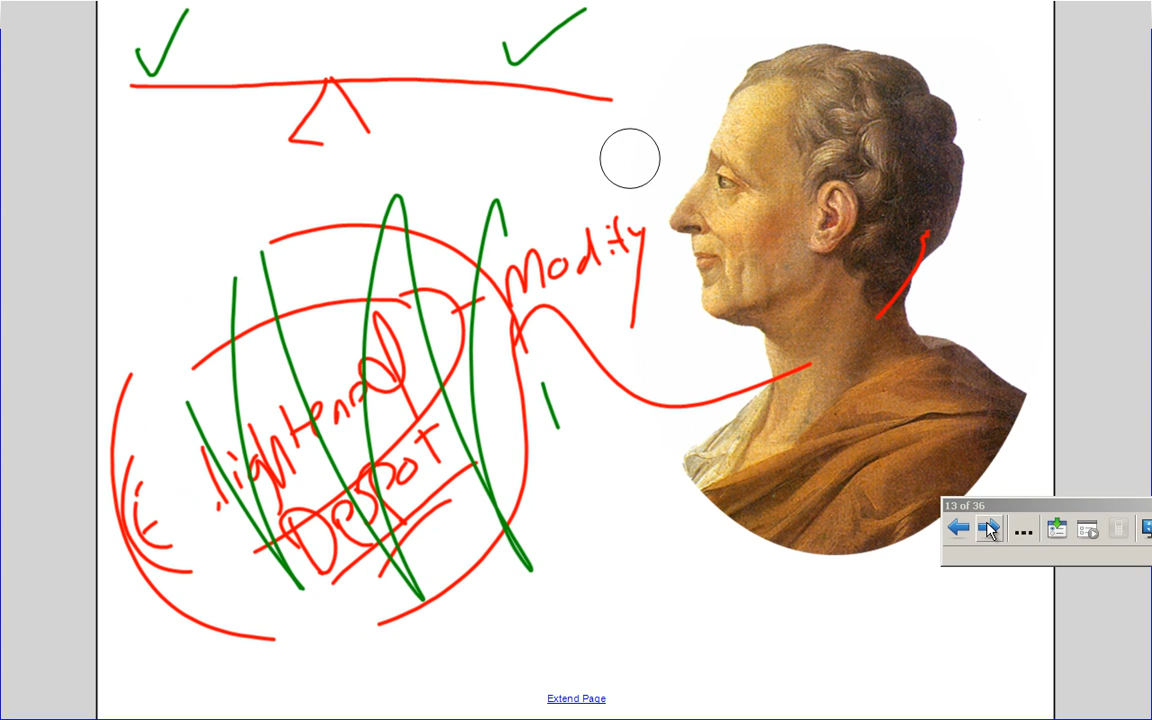 Modify
Enlightened
Despot
13 of 36
Extend Page